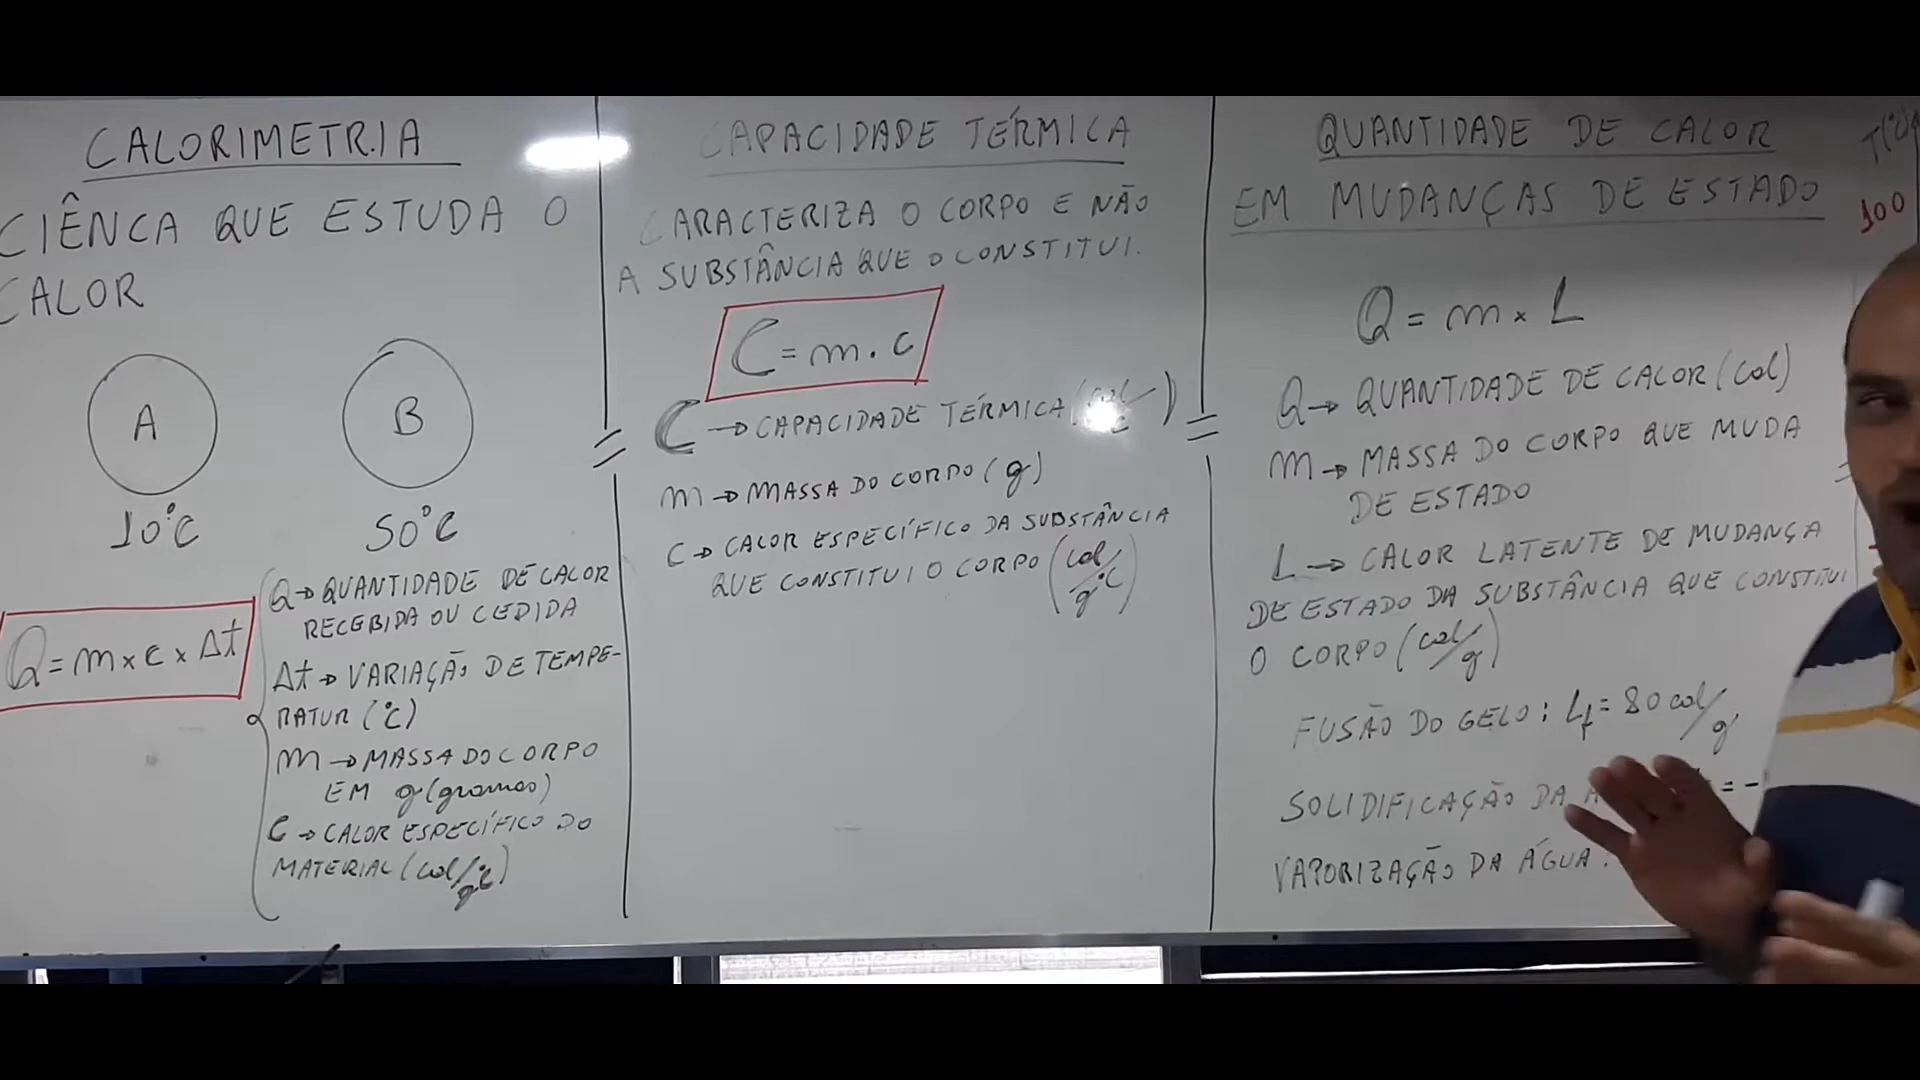 CALORIMETRIA
CIÊNCA QUE ESTUDA O
CALOR
A
B
10°C
50°C
Q = m x c x Δt
Q → QUANTIDADE DE CALOR
RECEBIDA OU CEDIDA
Δt → VARIAÇÃO DE TEMPE-
RATUR (°C)
m → MASSA DO CORPO
EM g (gramas)
c → CALOR ESPECÍFICO DO
MATERIAL (cal/g°C)
CAPACIDADE TÉRMICA
CARACTERIZA O CORPO E NÃO
A SUBSTÂNCIA QUE O CONSTITUI.
C = m . c
C → CAPACIDADE TÉRMICA
m → MASSA DO CORPO (g)
c → CALOR ESPECÍFICO DA SUBSTÂNCIA
QUE CONSTITUI O CORPO (cal/g°C)
QUANTIDADE DE CALOR
EM MUDANÇAS DE ESTADO
Q = m x L
Q → QUANTIDADE DE CALOR (cal)
m → MASSA DO CORPO QUE MUDA
DE ESTADO
L → CALOR LATENTE DE MUDANÇA
DE ESTADO DA SUBSTÂNCIA QUE CONSTITUI
O CORPO (cal/g)
FUSÃO DO GELO: Lf = 80 cal/g
SOLIDIFICAÇÃO DA = -
VAPORIZAÇÃO DA ÁGUA:
T(°C)
100